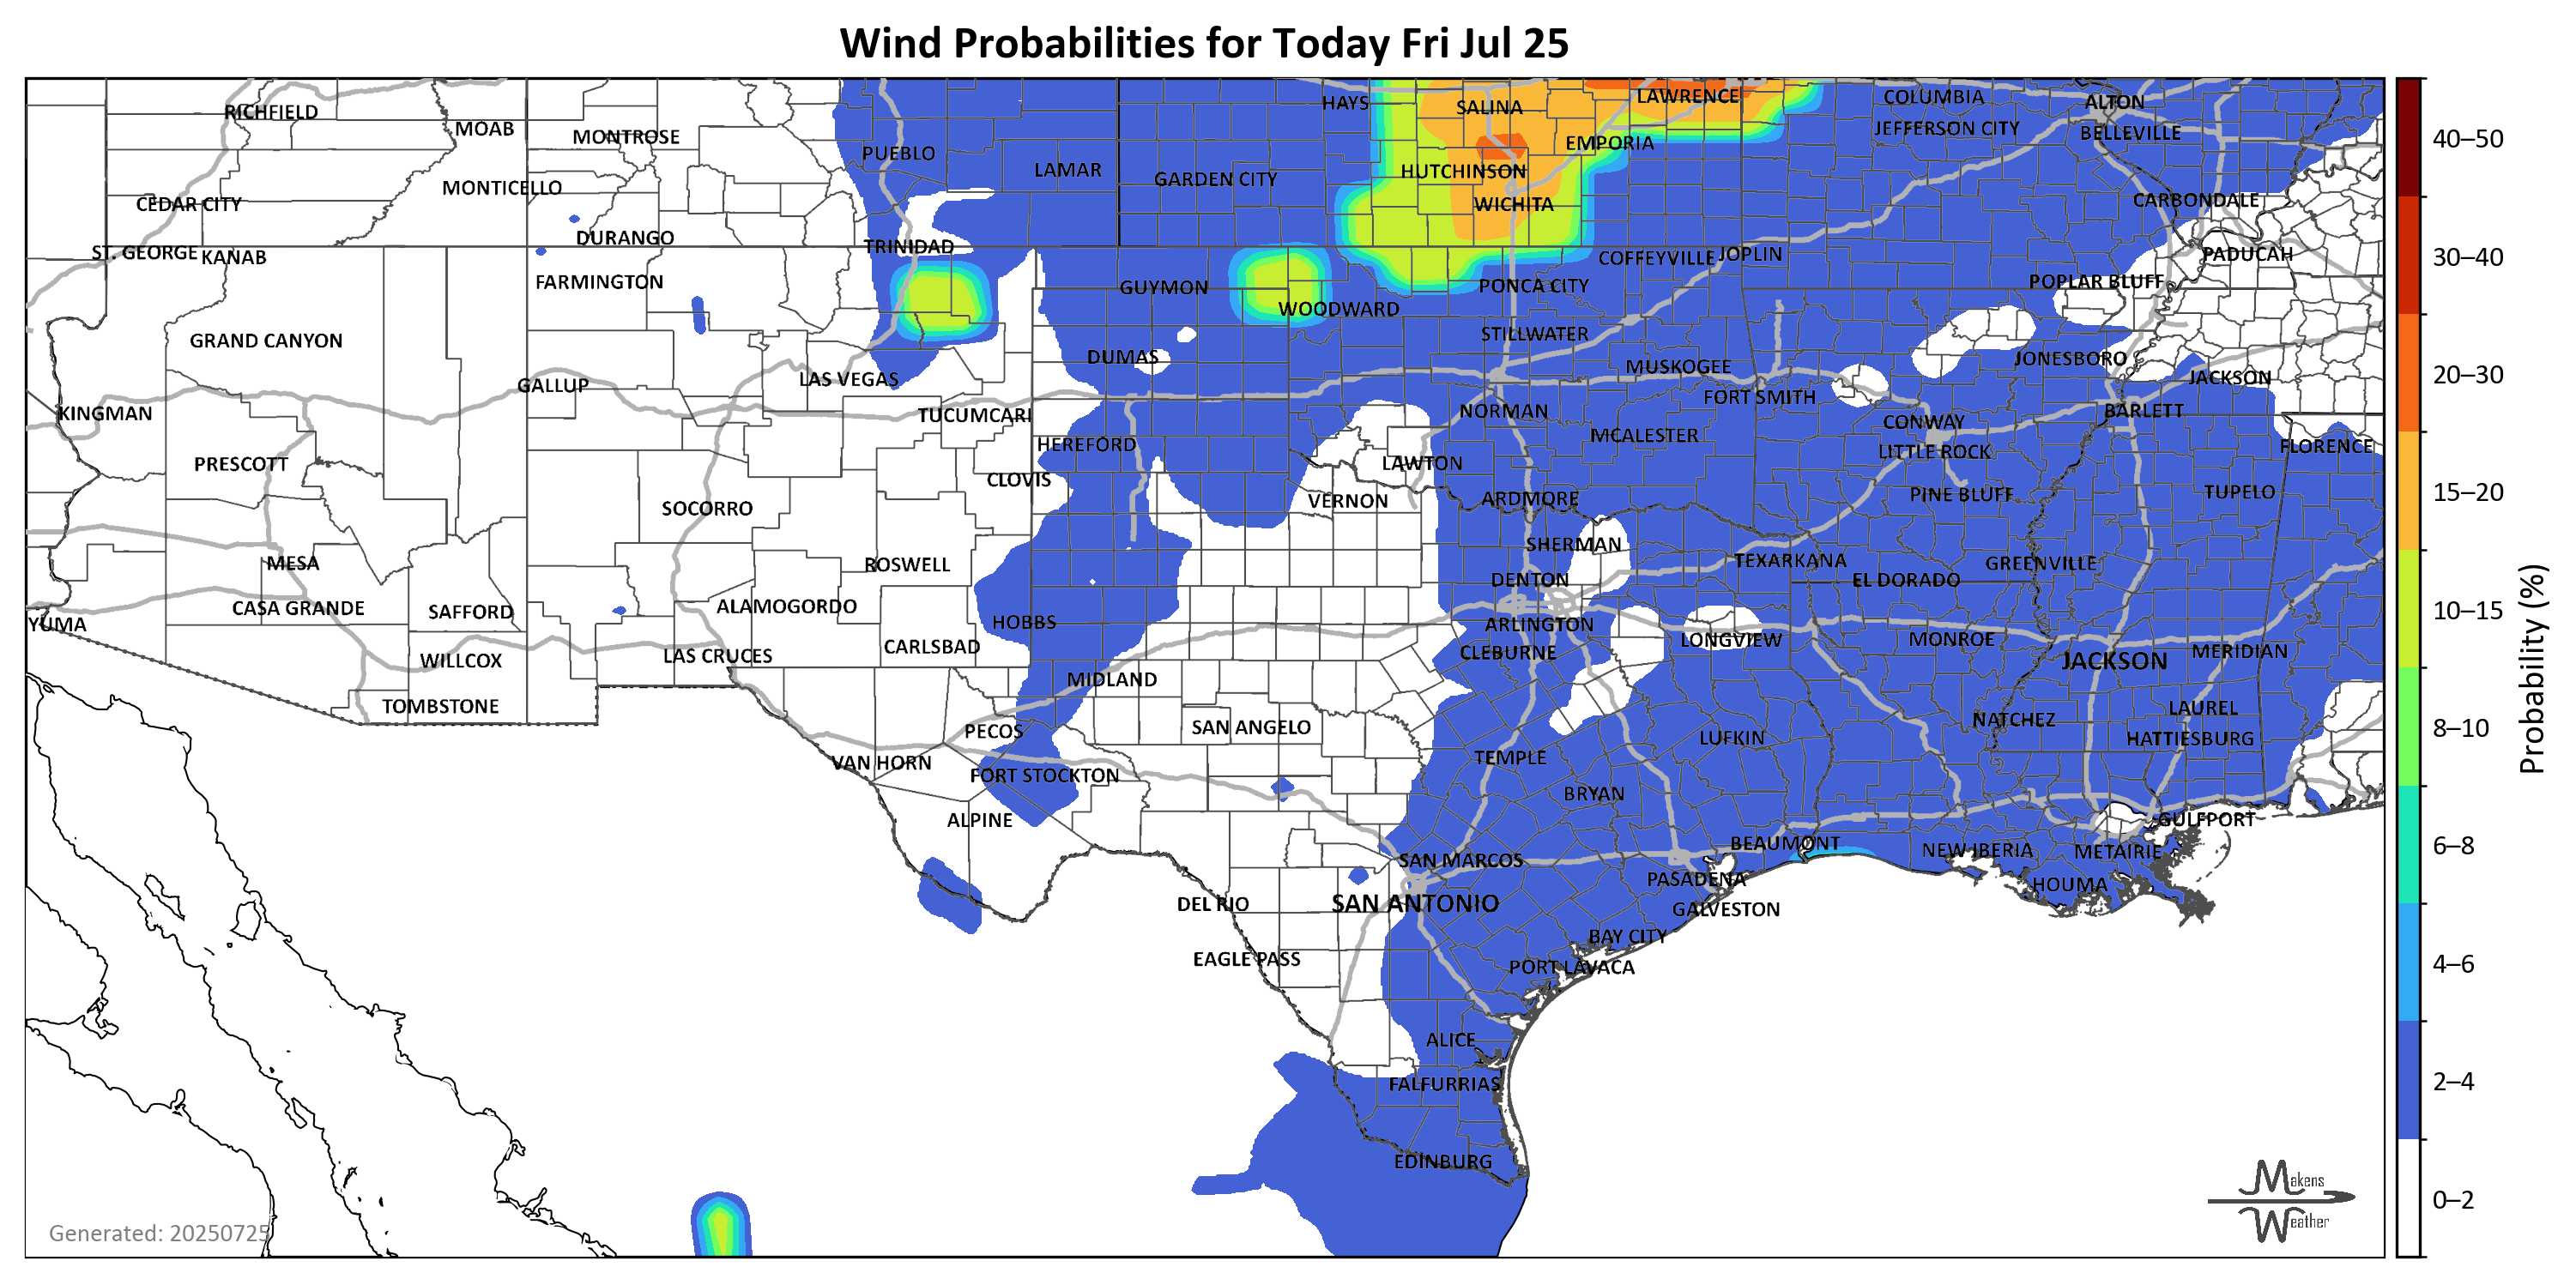 Wind Probabilities for Today Fri Jul 25
RICHFIELD
MOAB
MONTROSE
PUEBLO
LAMAR
GARDEN CITY
HAYS
SALINA
LAWRENCE
COLUMBIA
ALTON
JEFFERSON CITY
BELLEVILLE
EMPORIA
HUTCHINSON
MONTICELLO
CEDAR CITY
WICHITA
CARBONDALE
DURANGO
TRINIDAD
ST. GEORGE
KANAB
COFFEYVILLE
JOPLIN
PADUCAH
FARMINGTON
GUYMON
PONCA CITY
POPLAR BLUFF
WOODWARD
GRAND CANYON
STILLWATER
DUMAS
JONESBORO
MUSKOGEE
GALLUP
LAS VEGAS
JACKSON
FORT SMITH
KINGMAN
TUCUMCARI
NORMAN
BARLETT
CONWAY
HEREFORD
MCALESTER
LITTLE ROCK
FLORENCE
PRESCOTT
CLOVIS
LAWTON
SOCORRO
VERNON
ARDMORE
PINE BLUFF
TUPELO
SHERMAN
MESA
ROSWELL
TEXARKANA
GREENVILLE
DENTON
EL DORADO
CASA GRANDE
SAFFORD
ALAMOGORDO
YUMA
HOBBS
ARLINGTON
LONGVIEW
MONROE
CARLSBAD
CLEBURNE
MERIDIAN
WILLCOX
LAS CRUCES
JACKSON
MIDLAND
TOMBSTONE
LAUREL
PECOS
SAN ANGELO
NATCHEZ
LUFKIN
HATTIESBURG
VAN HORN
FORT STOCKTON
TEMPLE
BRYAN
ALPINE
GULFPORT
BEAUMONT
SAN MARCOS
NEW IBERIA
METAIRIE
PASADENA
HOUMA
DEL RIO
SAN ANTONIO
GALVESTON
BAY CITY
EAGLE PASS
PORT LAVACA
ALICE
FALFURRIAS
EDINBURG
Generated: 20250725
Makens
Weather
40–50
30–40
20–30
15–20
10–15
8–10
6–8
4–6
2–4
0–2
Probability (%)